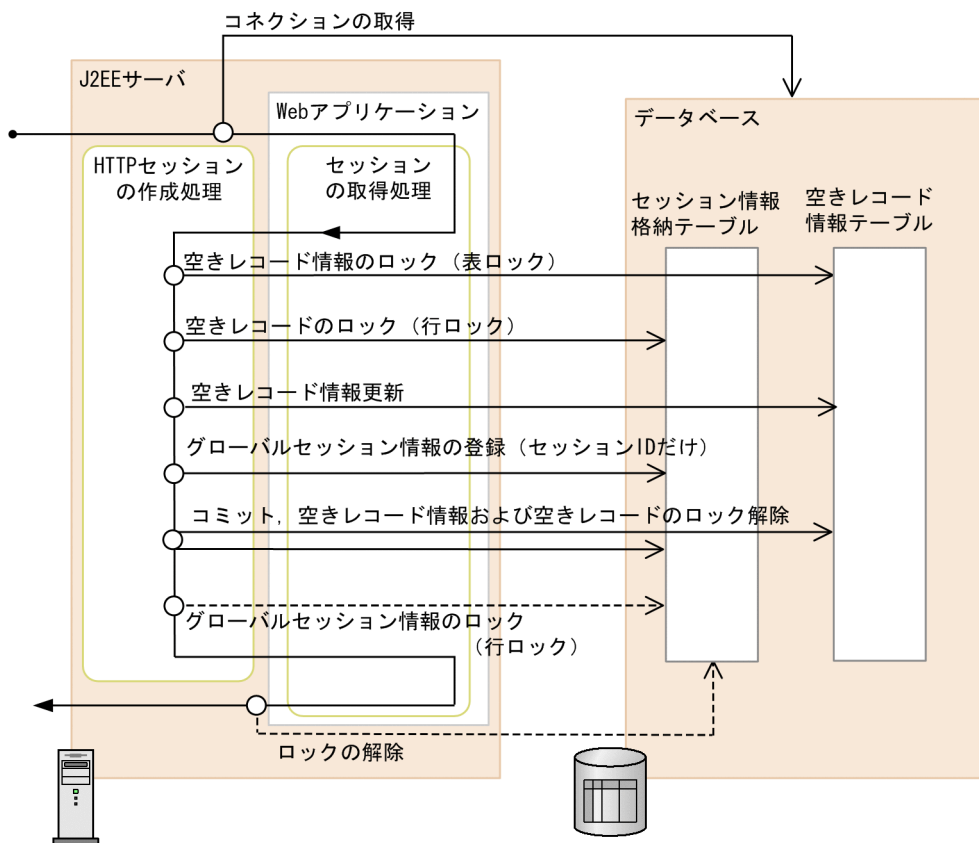 コネクションの取得
J2EEサーバ
Webアプリケーション
データベース
HTTPセッション
の作成処理
セッション
の取得処理
セッション情報
格納テーブル
空きレコード
情報テーブル
空きレコード情報のロック（表ロック）
空きレコードのロック（行ロック）
空きレコード情報更新
グローバルセッション情報の登録（セッションIDだけ）
コミット，空きレコード情報および空きレコードのロック解除
グローバルセッション情報のロック
（行ロック）
ロックの解除